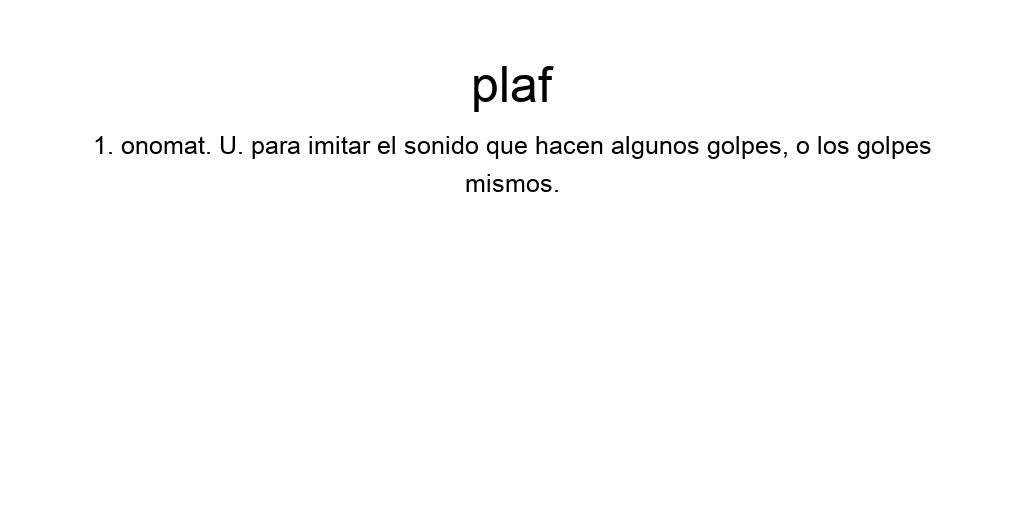 plaf
1. onomat. U. para imitar el sonido que hacen algunos golpes, o los golpes
mismos.